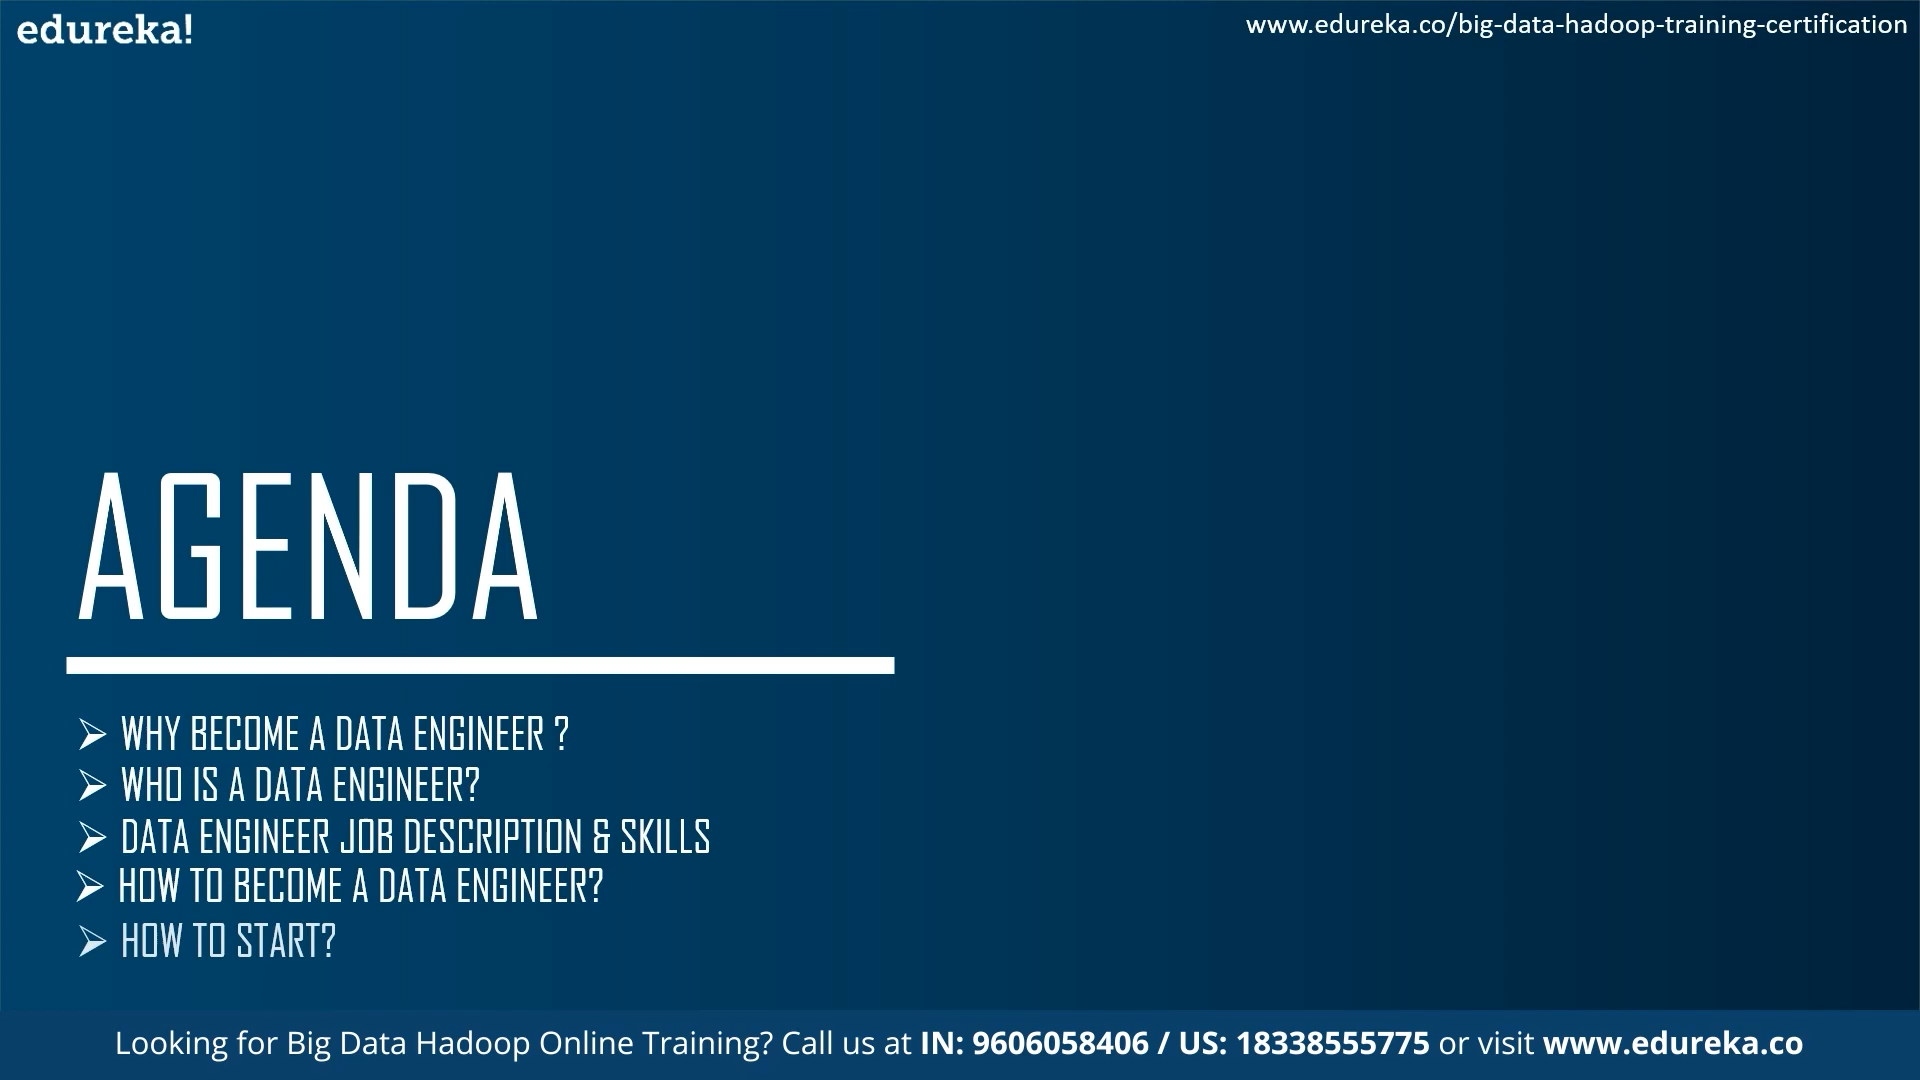 edureka!
www.edureka.co/big-data-hadoop-training-certification
AGENDA
➢ WHY BECOME A DATA ENGINEER ?
➢ WHO IS A DATA ENGINEER?
➢ DATA ENGINEER JOB DESCRIPTION & SKILLS
➢ HOW TO BECOME A DATA ENGINEER?
➢ HOW TO START?
Looking for Big Data Hadoop Online Training? Call us at IN: 9606058406 / US: 18338555775 or visit www.edureka.co